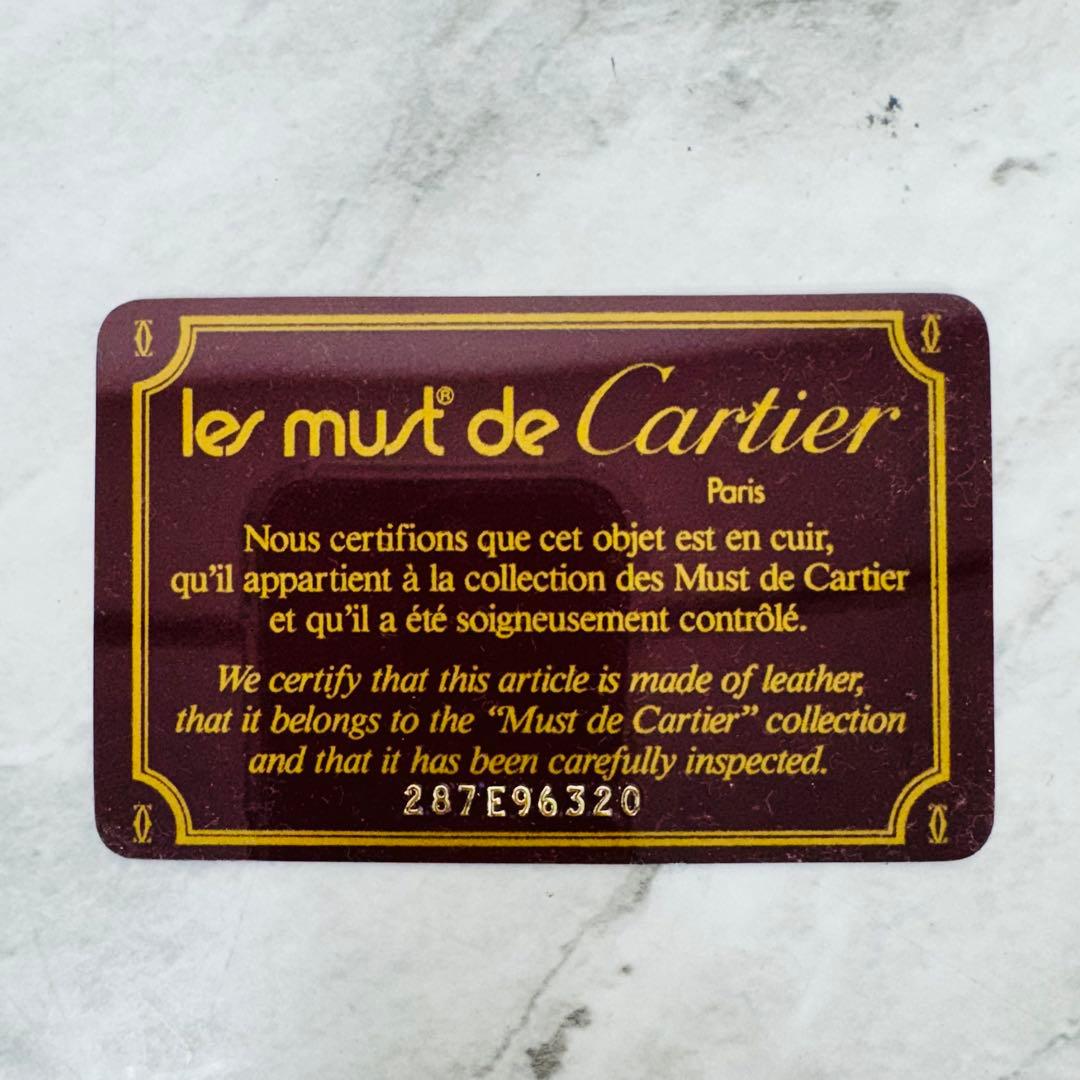 les must® de Cartier
Paris
Nous certifions que cet objet est en cuir,
qu'il appartient à la collection des Must de Cartier
et qu'il a été soigneusement contrôlé.
We certify that this article is made of leather,
that it belongs to the “Must de Cartier” collection
and that it has been carefully inspected.
287E96320